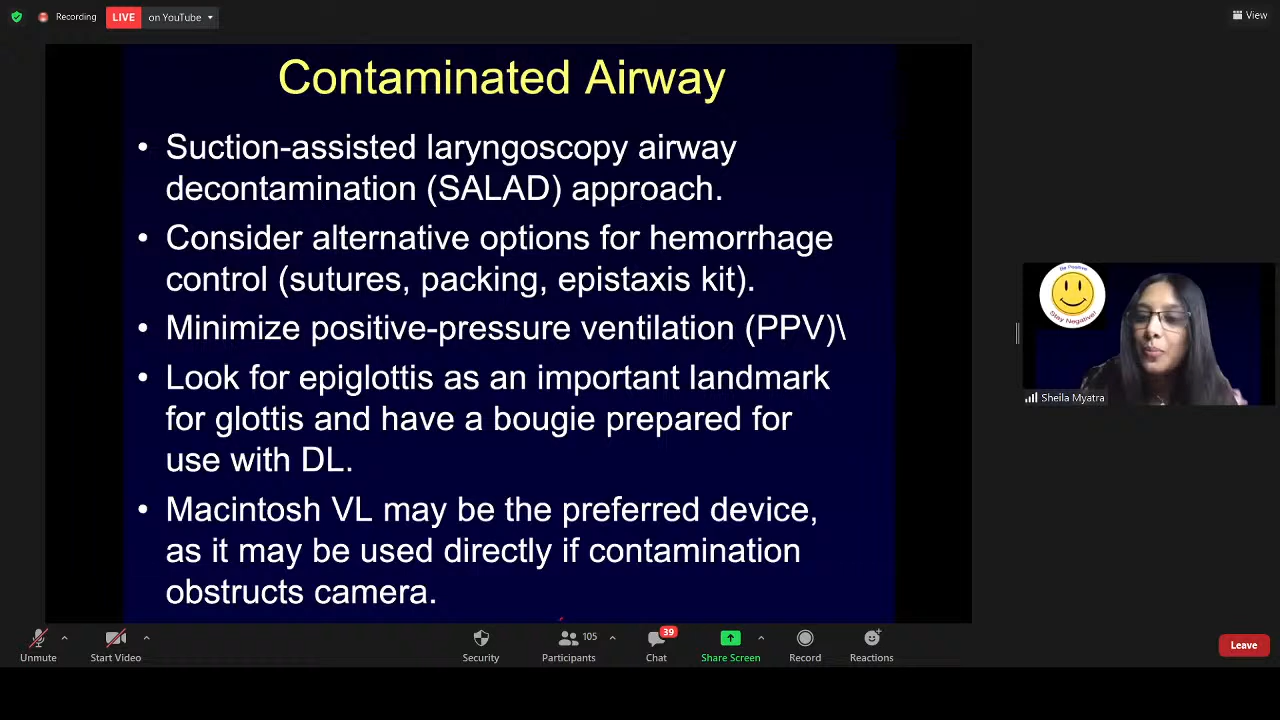 Recording
LIVE on YouTube
View
Contaminated Airway
• Suction-assisted laryngoscopy airway
decontamination (SALAD) approach.
• Consider alternative options for hemorrhage
control (sutures, packing, epistaxis kit).
• Minimize positive-pressure ventilation (PPV)\
• Look for epiglottis as an important landmark
for glottis and have a bougie prepared for
use with DL.
• Macintosh VL may be the preferred device,
as it may be used directly if contamination
obstructs camera.
Be Positive
Stay Negative!
Sheila Myatra
105
39
Unmute
Start Video
Security
Participants
Chat
Share Screen
Record
Reactions
Leave